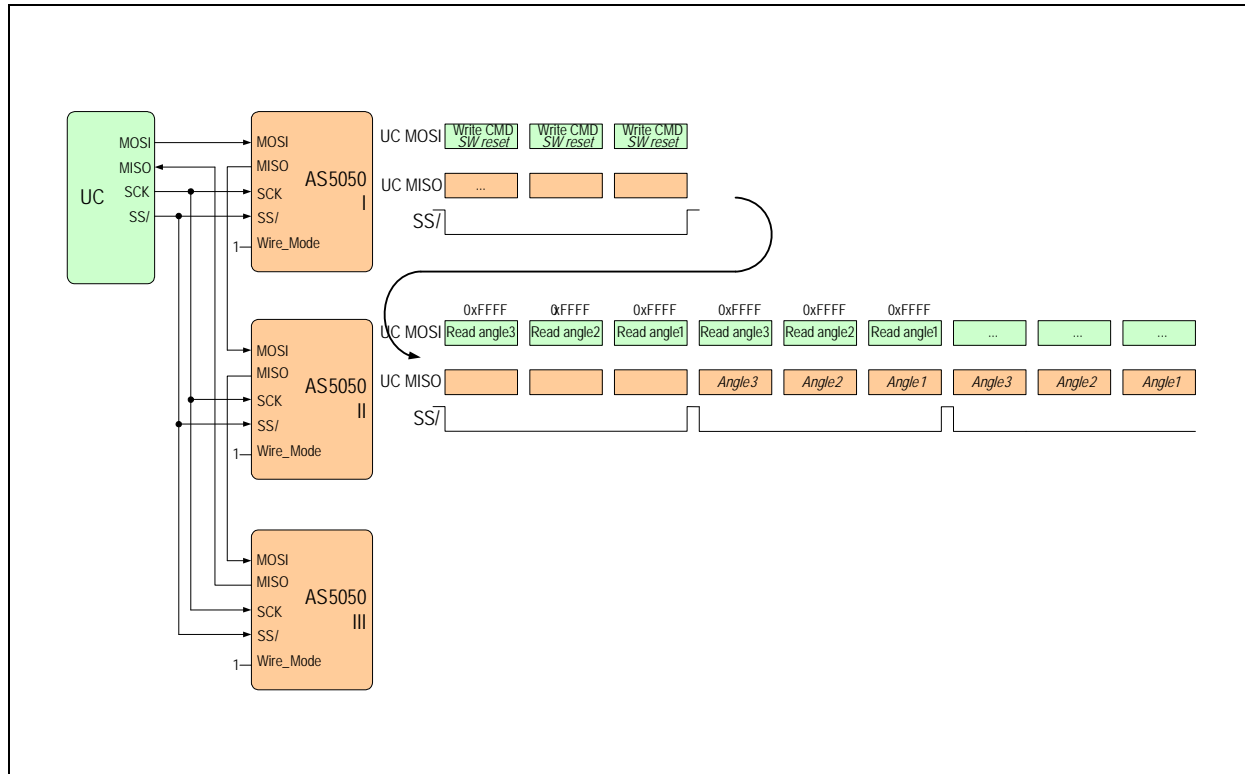 UC
MOSI
MISO
SCK
SS/
MOSI
MISO
SCK
SS/
1 Wire_Mode
AS5050
I
UC MOSI Write CMD SW reset Write CMD SW reset Write CMD SW reset
UC MISO ...
SS/
MOSI
MISO
SCK
SS/
1 Wire_Mode
AS5050
II
0xFFFF 0xFFFF 0xFFFF 0xFFFF 0xFFFF 0xFFFF
UC MOSI Read angle3 Read angle2 Read angle1 Read angle3 Read angle2 Read angle1 ... ... ...
UC MISO Angle3 Angle2 Angle1 Angle3 Angle2 Angle1
SS/
MOSI
MISO
SCK
SS/
1 Wire_Mode
AS5050
III